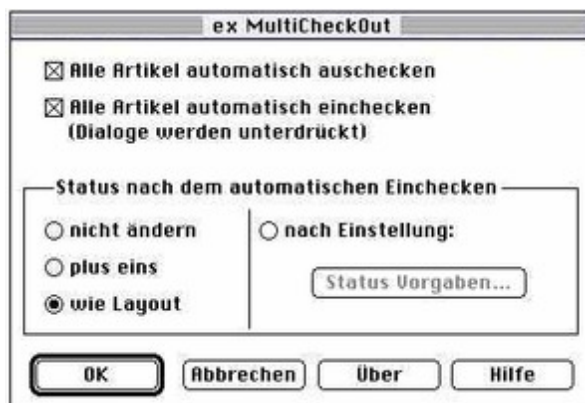 ex MultiCheckOut
Alle Artikel automatisch auschecken
Alle Artikel automatisch einchecken
(Dialoge werden unterdrückt)
Status nach dem automatischen Einchecken
nicht ändern
plus eins
wie Layout
nach Einstellung:
Status Vorgaben...
OK
Abbrechen
Über
Hilfe